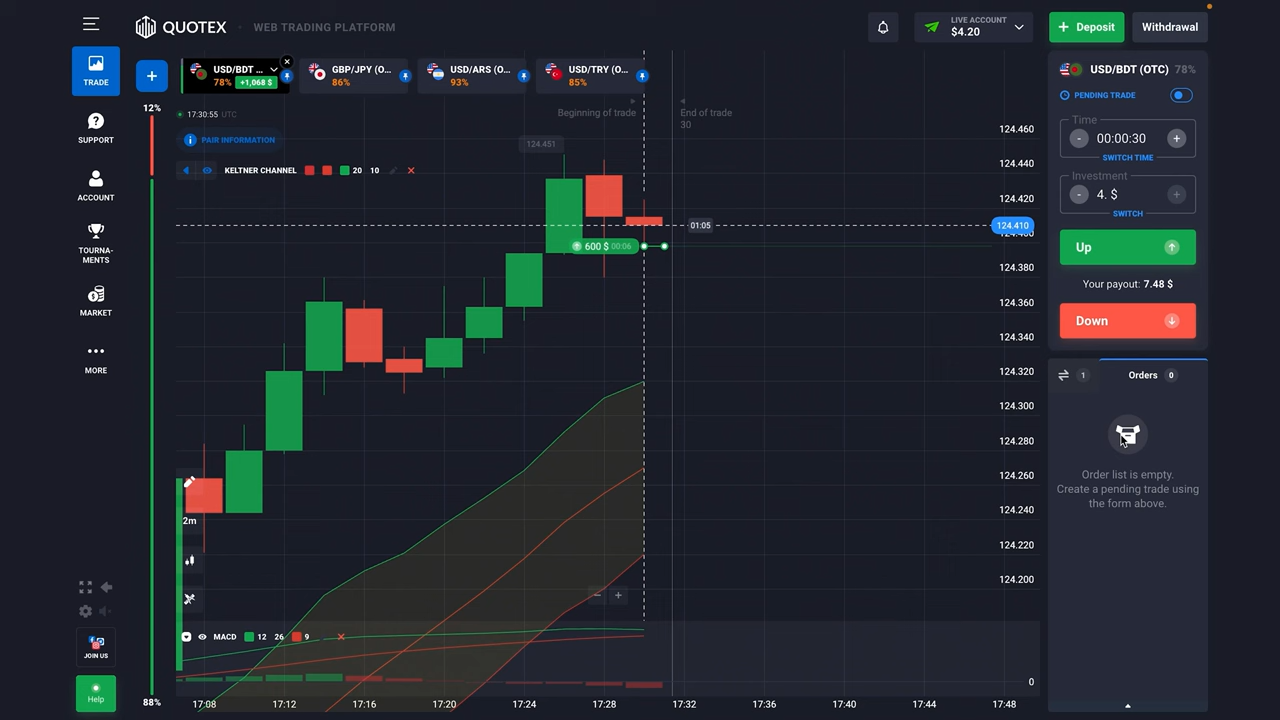 QUOTEX
WEB TRADING PLATFORM
LIVE ACCOUNT
$4.20
+ Deposit
Withdrawal
TRADE
SUPPORT
ACCOUNT
TOURNA-
MENTS
MARKET
MORE
JOIN US
Help
12%
88%
+
USD/BDT ...
78% +1,068 $
GBP/JPY (O...
86%
USD/ARS (O...
93%
USD/TRY (O...
85%
17:30:55 UTC
Beginning of trade
End of trade
30
PAIR INFORMATION
124.451
KELTNER CHANNEL 20 10
01:05
600 $ 00:06
2m
MACD 12 26 9
124.460
124.440
124.420
124.410
124.400
124.380
124.360
124.340
124.320
124.300
124.280
124.260
124.240
124.220
124.200
0
17:08 17:12 17:16 17:20 17:24 17:28 17:32 17:36 17:40 17:44 17:48
USD/BDT (OTC) 78%
PENDING TRADE
Time
- 00:00:30 +
SWITCH TIME
Investment
- 4. $ +
SWITCH
Up
Your payout: 7.48 $
Down
1
Orders 0
Order list is empty.
Create a pending trade using
the form above.